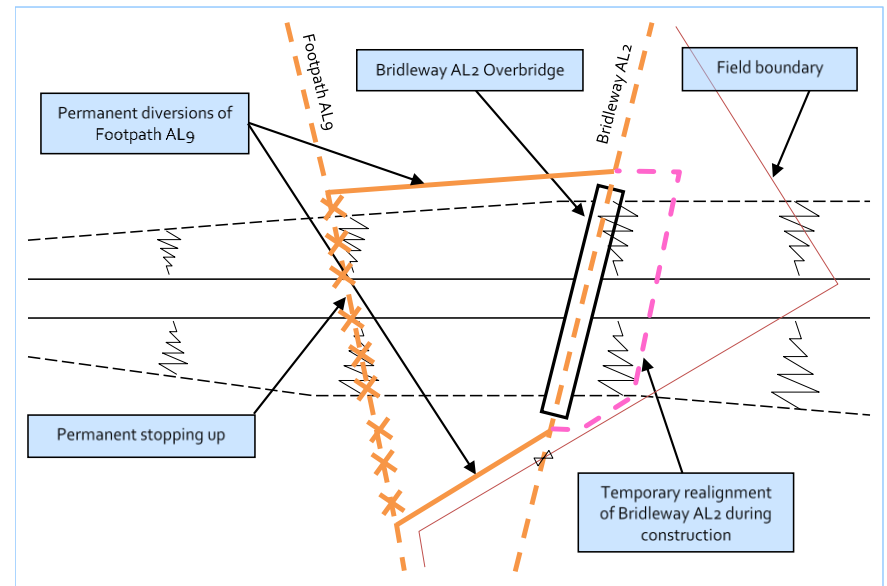 Footpath AL9
Bridleway AL2 Overbridge
Bridleway AL2
Field boundary
Permanent diversions of
Footpath AL9
Permanent stopping up
Temporary realignment
of Bridleway AL2 during
construction